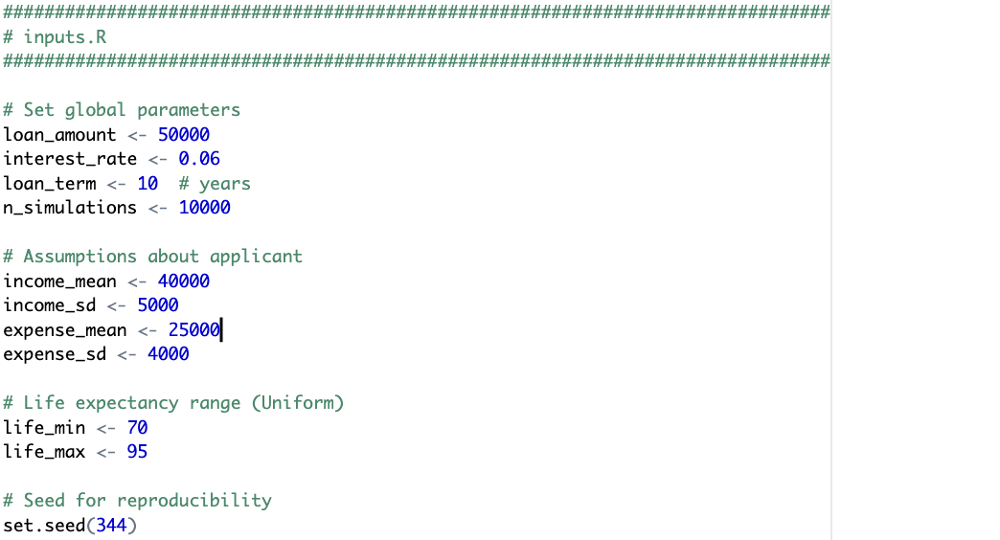 ################################################################################
# inputs.R
################################################################################
# Set global parameters
loan_amount <- 50000
interest_rate <- 0.06
loan_term <- 10  # years
n_simulations <- 10000
# Assumptions about applicant
income_mean <- 40000
income_sd <- 5000
expense_mean <- 25000
expense_sd <- 4000
# Life expectancy range (Uniform)
life_min <- 70
life_max <- 95
# Seed for reproducibility
set.seed(344)